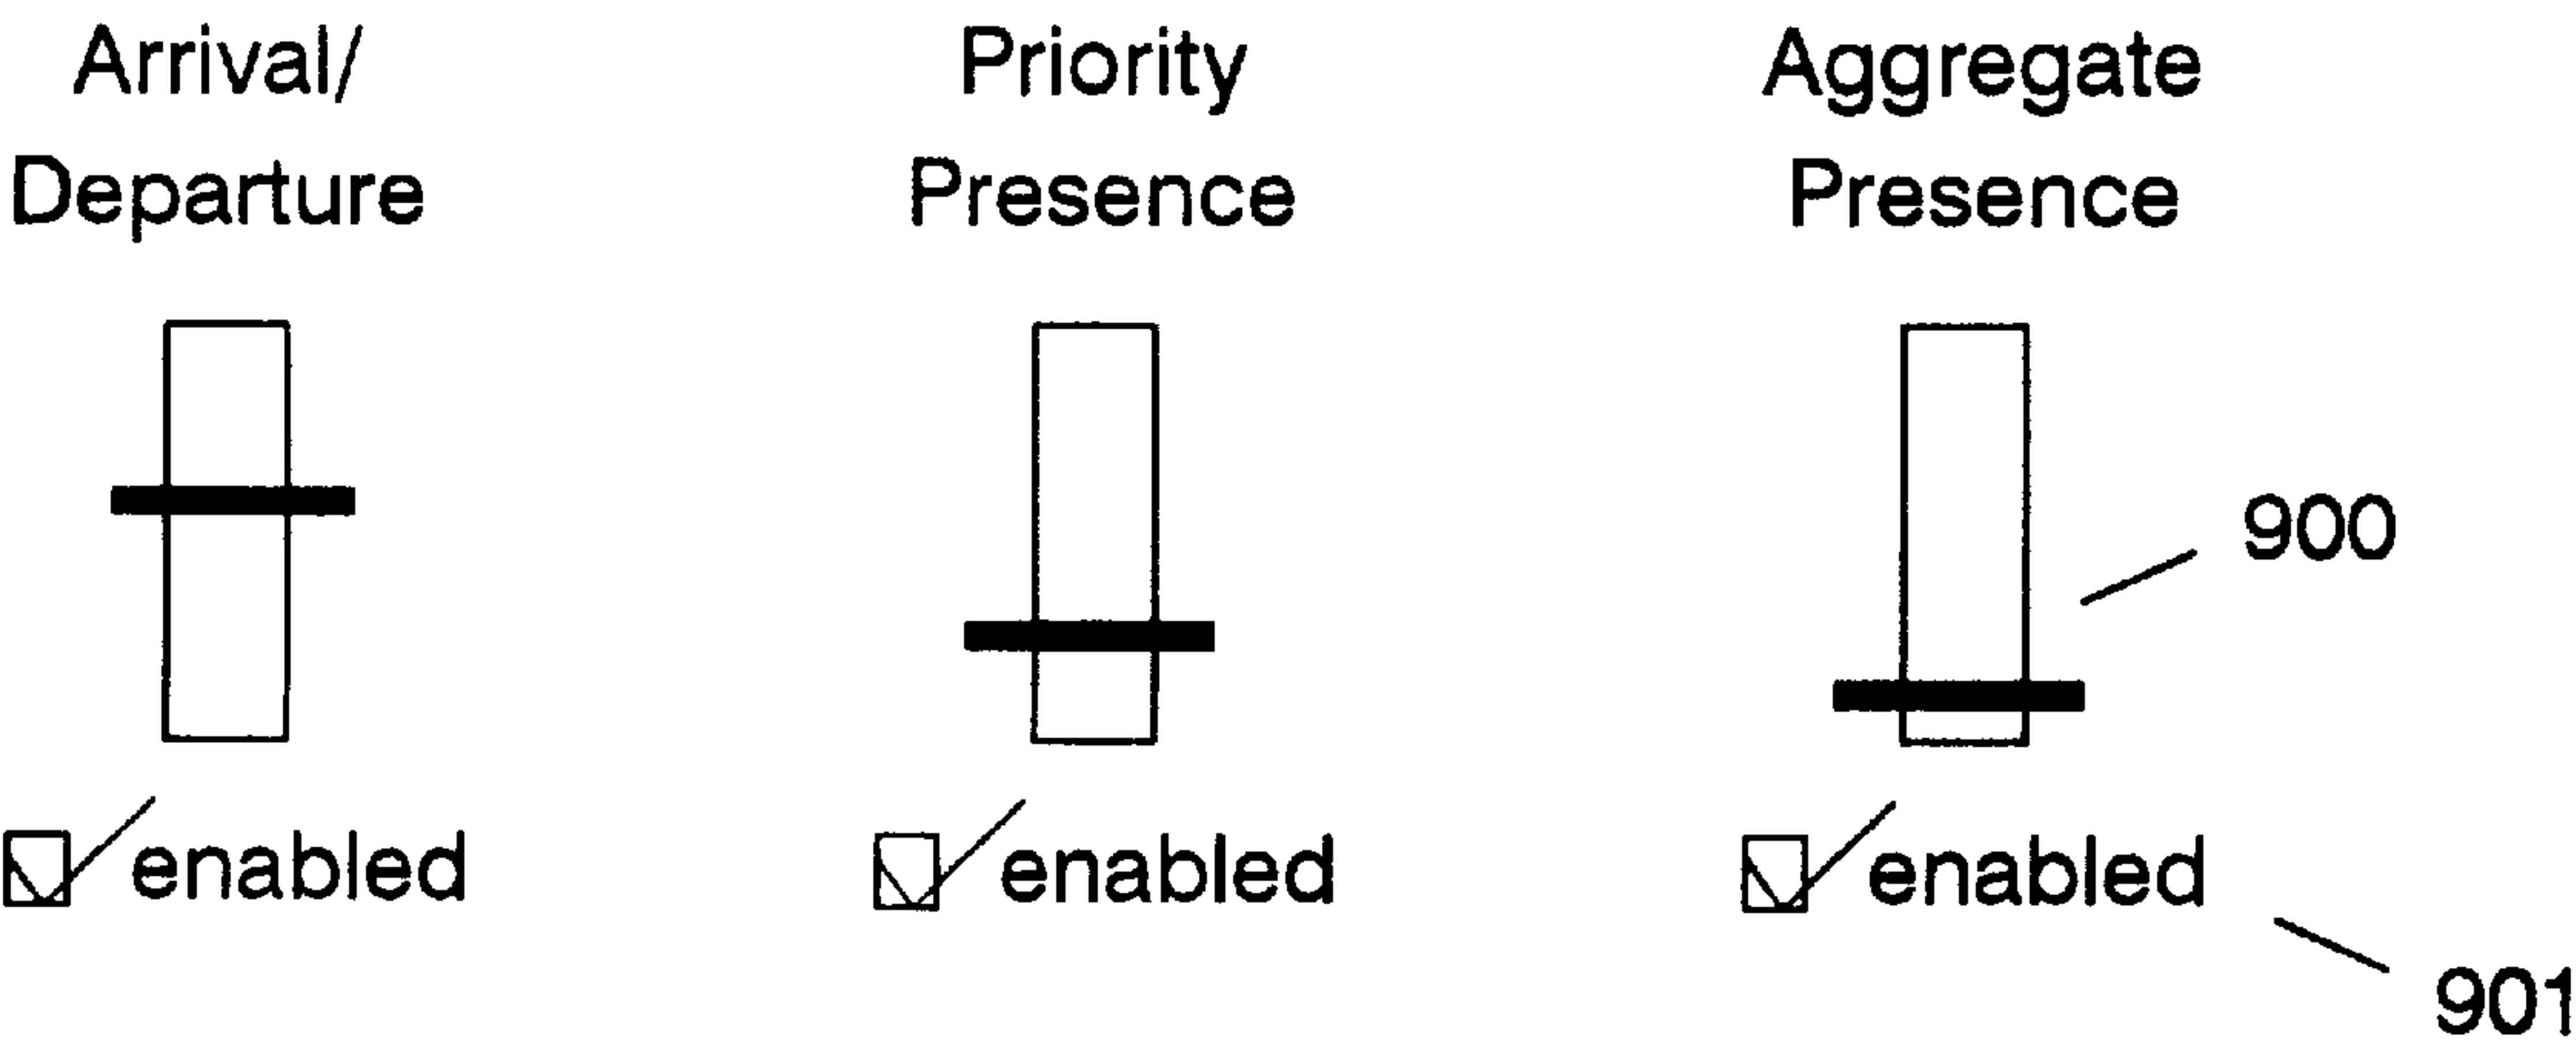 Arrival/
Departure
Priority
Presence
Aggregate
Presence
900
enabled
enabled
enabled
901